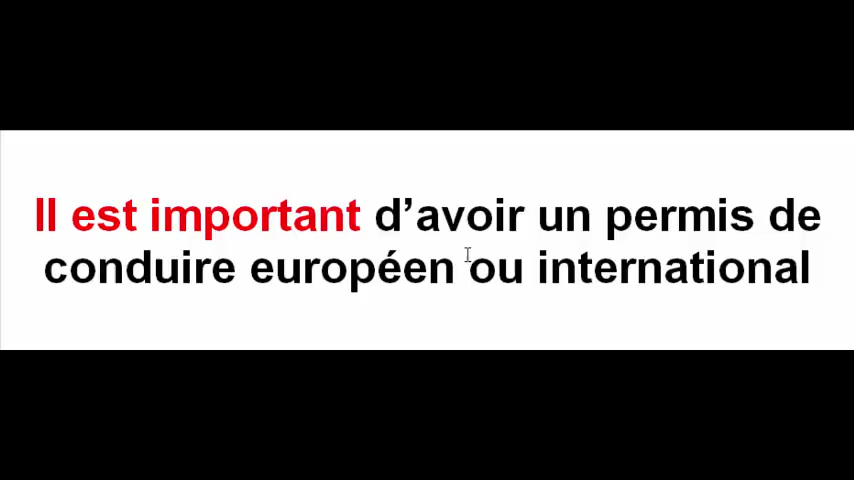 Il est important d’avoir un permis de
conduire européen ou international